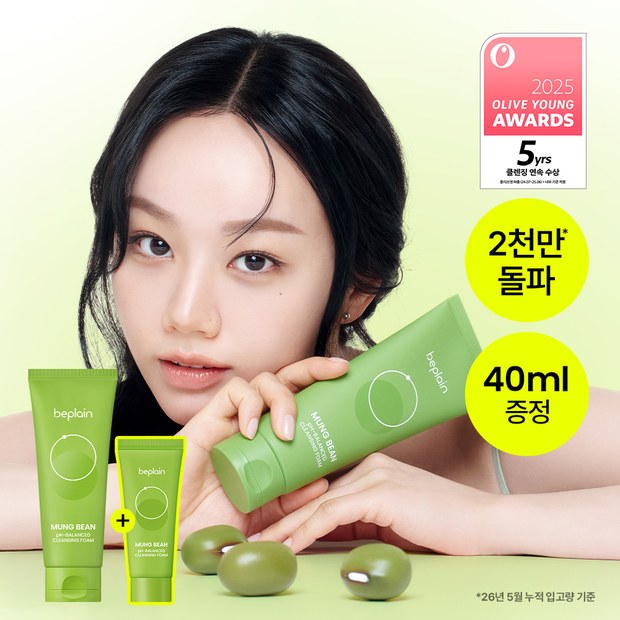 2025
OLIVE YOUNG
AWARDS
5yrs
클렌징 연속 수상
2천만*
돌파
40ml
증정
beplain
MUNG BEAN
pH-BALANCED
CLEANSING FOAM
beplain
MUNG BEAN
pH-BALANCED
CLEANSING FOAM
+
beplain
MUNG BEAN
pH-BALANCED
CLEANSING FOAM
*26년 5월 누적 입고량 기준